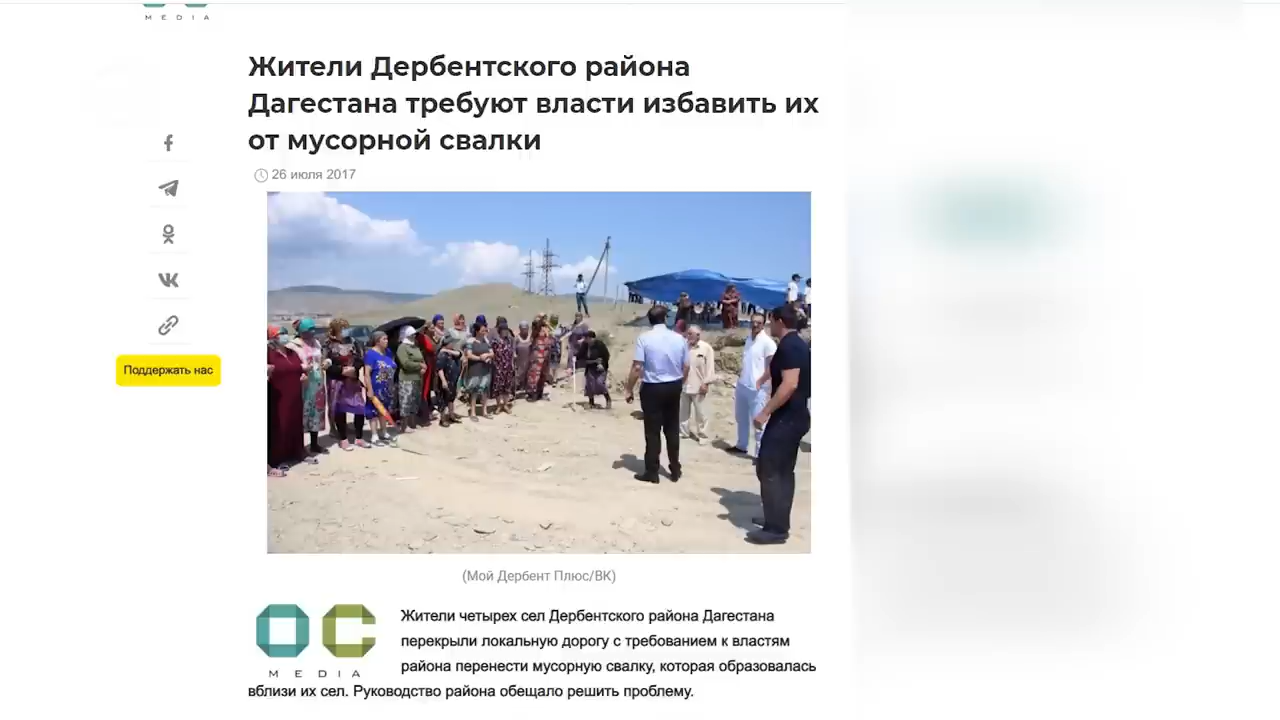 MEDIA
Жители Дербентского района
Дагестана требуют власти избавить их
от мусорной свалки
26 июля 2017
Поддержать нас
(Мой Дербент Плюс/ВК)
OC
MEDIA
Жители четырех сел Дербентского района Дагестана
перекрыли локальную дорогу с требованием к властям
района перенести мусорную свалку, которая образовалась
вблизи их сел. Руководство района обещало решить проблему.